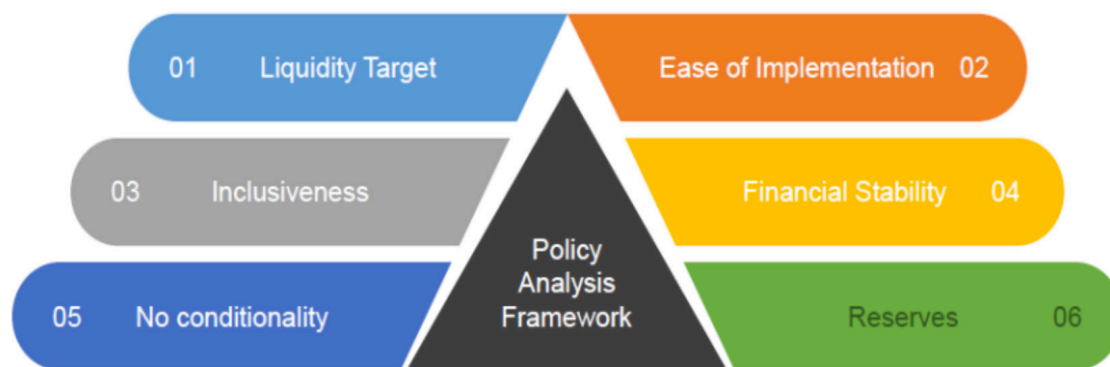 01 Liquidity Target
Ease of Implementation 02
03 Inclusiveness
Financial Stability 04
05 No conditionality
Policy
Analysis
Framework
Reserves 06